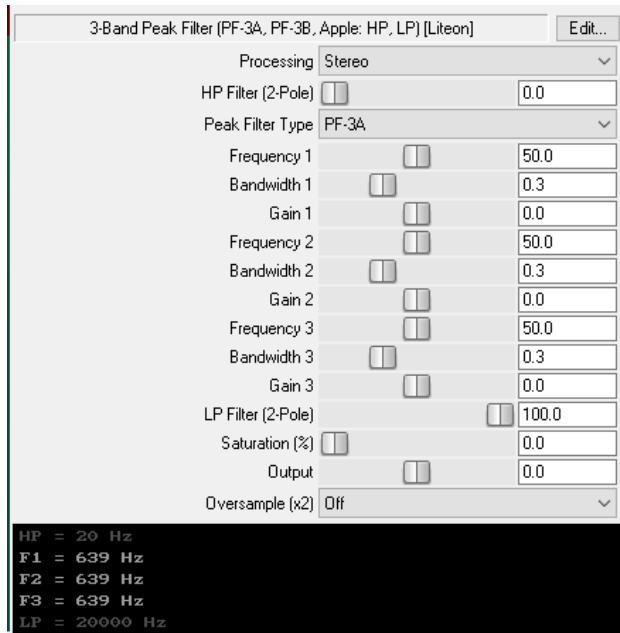 3-Band Peak Filter (PF-3A, PF-3B, Apple: HP, LP) [Liteon] Edit...
Processing Stereo
HP Filter (2-Pole) 0.0
Peak Filter Type PF-3A
Frequency 1 50.0
Bandwidth 1 0.3
Gain 1 0.0
Frequency 2 50.0
Bandwidth 2 0.3
Gain 2 0.0
Frequency 3 50.0
Bandwidth 3 0.3
Gain 3 0.0
LP Filter (2-Pole) 100.0
Saturation (%) 0.0
Output 0.0
Oversample (x2) Off
HP = 20 Hz
F1 = 639 Hz
F2 = 639 Hz
F3 = 639 Hz
LP = 20000 Hz